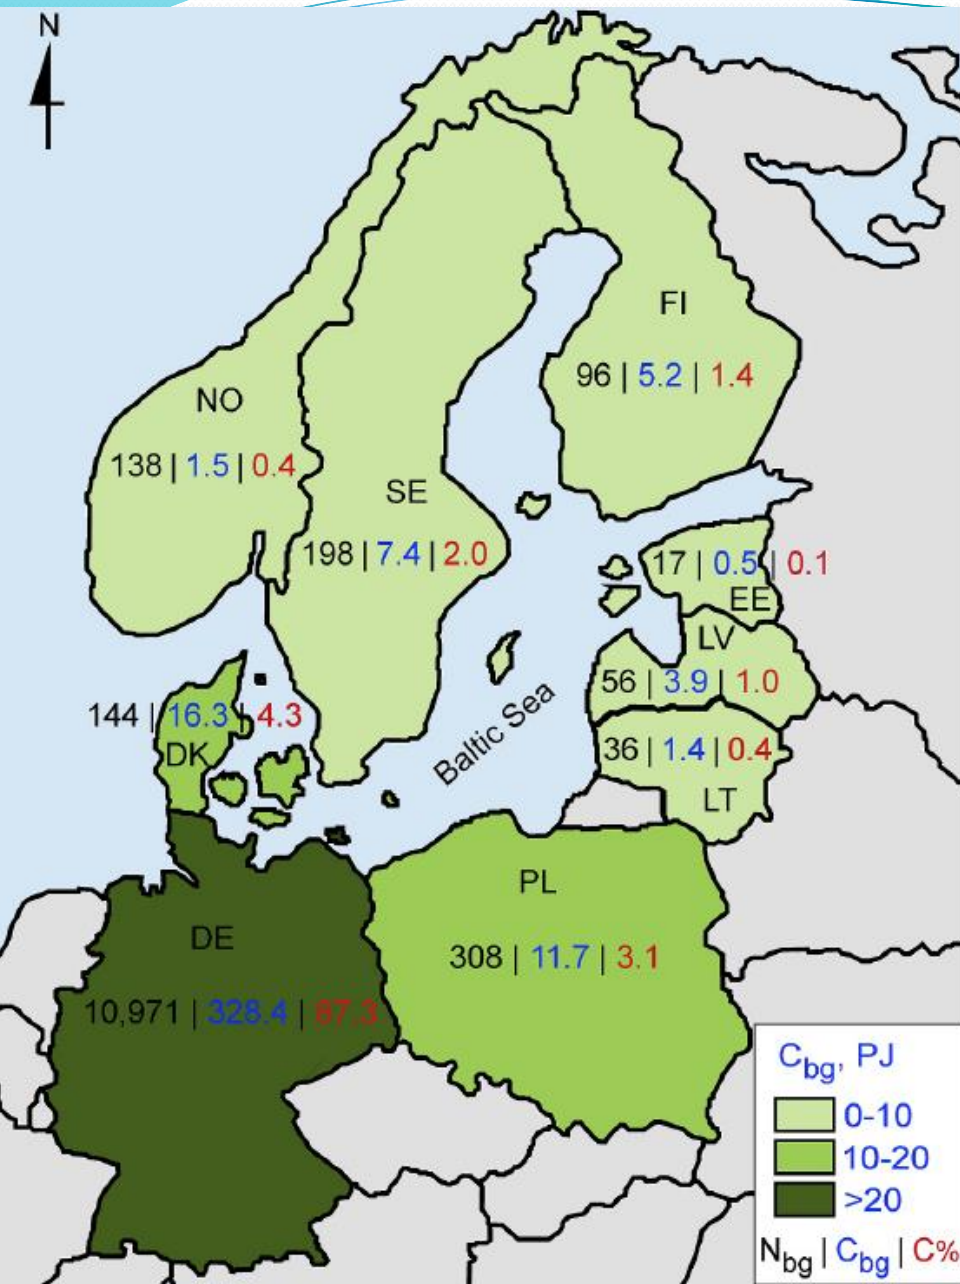 N
FI
96 | 5.2 | 1.4
NO
138 | 1.5 | 0.4
SE
198 | 7.4 | 2.0
17 | 0.5 | 0.1
EE
LV
56 | 3.9 | 1.0
144 | 16.3 | 4.3
DK
Baltic Sea
36 | 1.4 | 0.4
LT
PL
308 | 11.7 | 3.1
DE
10,971 | 328.4 | 87.3
Cbg, PJ
0-10
10-20
>20
Nbg | Cbg | C%